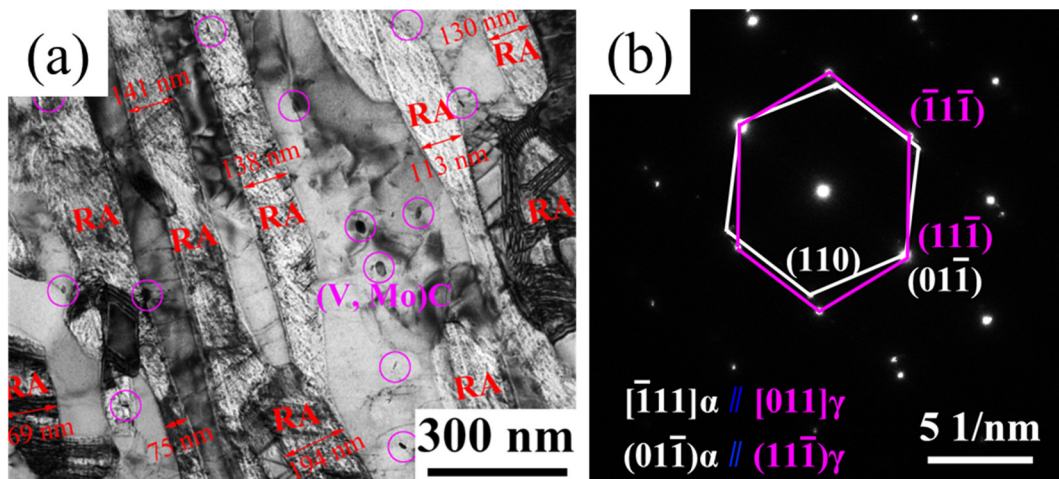 (a)
130 nm
RA
141 nm
RA
138 nm
113 nm
RA
RA
RA
RA
(V, Mo)C
RA
RA
RA
69 nm
75 nm
194 nm
300 nm
(b)
(1̄11̄)
(111̄)
(110)
(011̄)
[1̄11]α // [011]γ
(011̄)α // (111̄)γ
5 1/nm